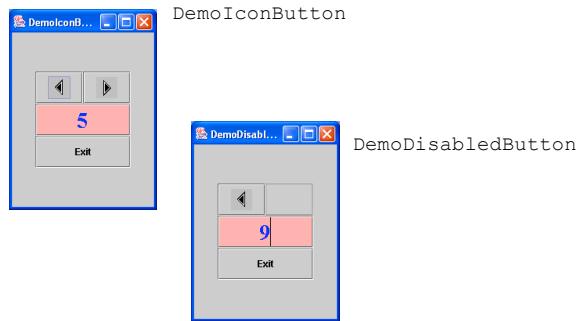 DemoIconB...
DemoIconButton
5
Exit
DemoDisabl...
DemoDisabledButton
9
Exit